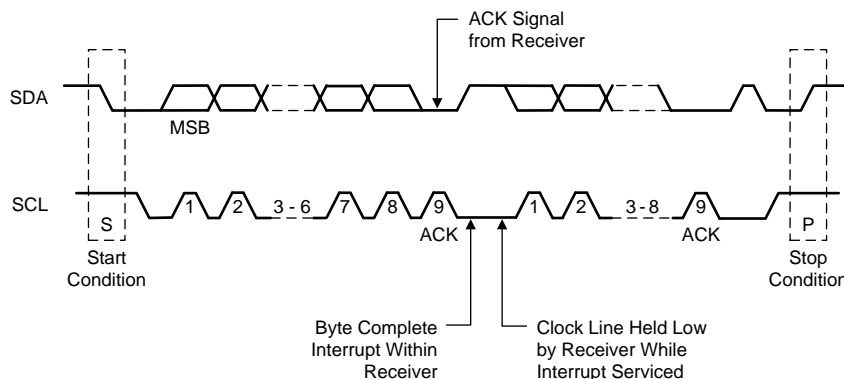 ACK Signal
from Receiver
SDA
MSB
SCL
S
1
2
3 - 6
7
8
9
1
2
3 - 8
9
P
ACK
ACK
Start
Condition
Stop
Condition
Byte Complete
Interrupt Within
Receiver
Clock Line Held Low
by Receiver While
Interrupt Serviced